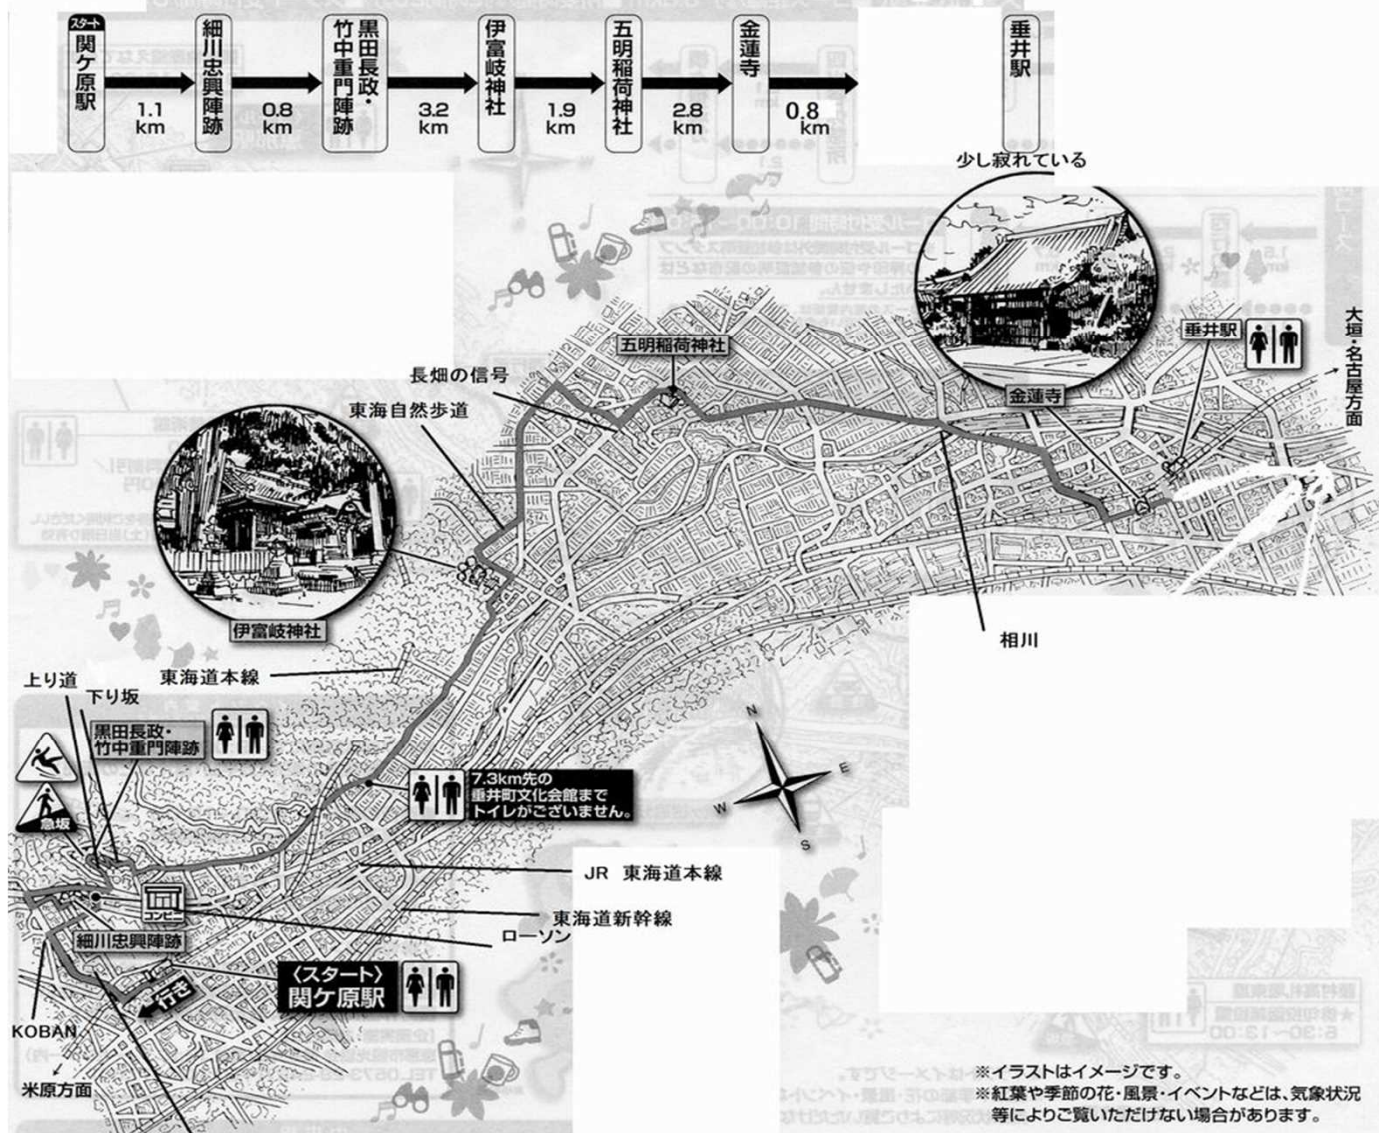 スタート
関ケ原駅
1.1
km
細川忠興陣跡
0.8
km
黒田長政・
竹中重門陣跡
3.2
km
伊富岐神社
1.9
km
五明稲荷神社
2.8
km
金蓮寺
0.8
km
垂井駅
少し寂れている
大垣・名古屋方面
垂井駅
五明稲荷神社
長畑の信号
東海自然歩道
金蓮寺
伊富岐神社
相川
東海道本線
上り道
下り坂
黒田長政・
竹中重門陣跡
急坂
7.3km先の
垂井町文化会館まで
トイレがございません。
N
E
W
S
JR 東海道本線
東海道新幹線
ローソン
コンビニ
細川忠興陣跡
〈スタート〉
関ケ原駅
行き
KOBAN
米原方面
※イラストはイメージです。
※紅葉や季節の花・風景・イベントなどは、気象状況
等によりご覧いただけない場合があります。